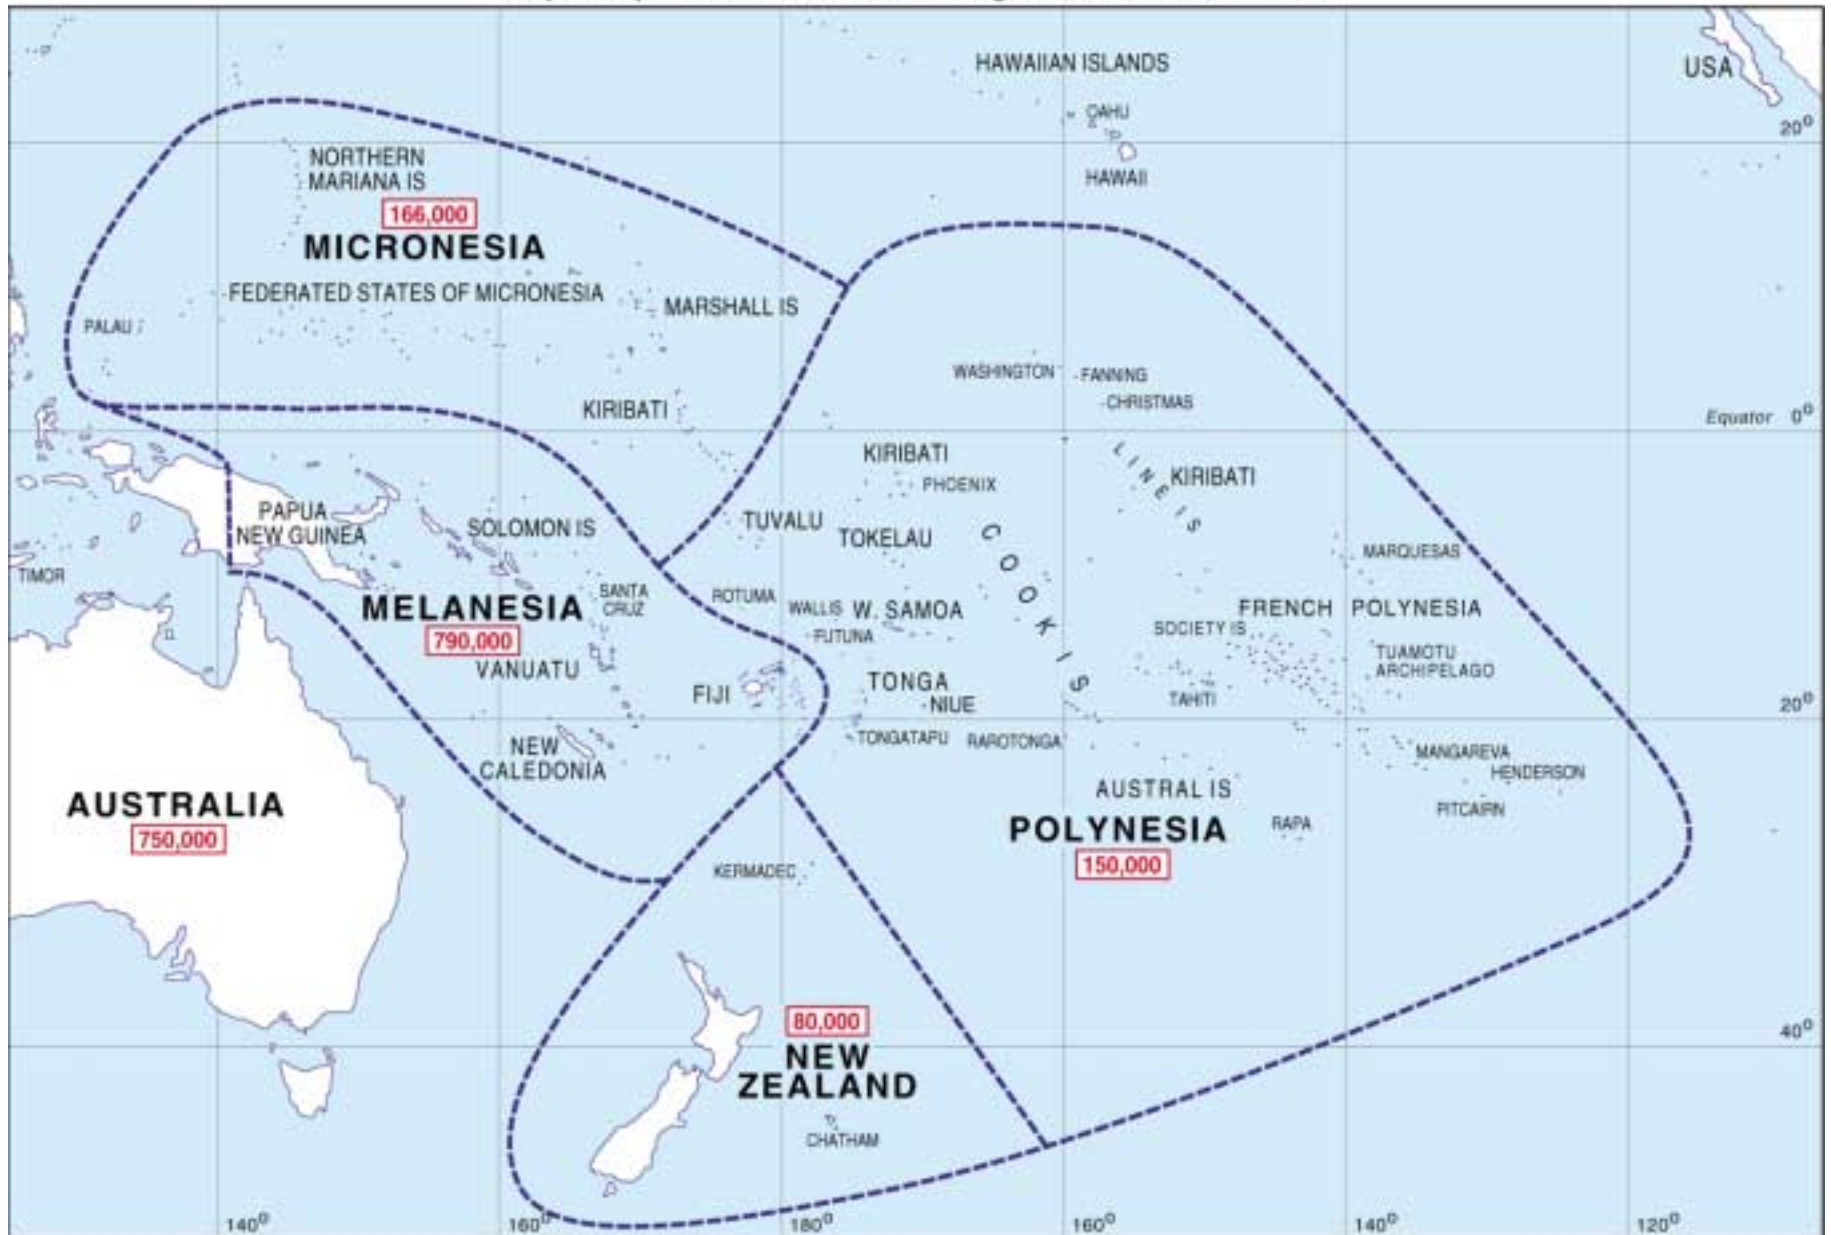 HAWAIIAN ISLANDS
USA
OAHU
20°
NORTHERN
MARIANA IS
HAWAII
166,000
MICRONESIA
FEDERATED STATES OF MICRONESIA
MARSHALL IS
PALAU
WASHINGTON
FANNING
CHRISTMAS
KIRIBATI
Equator 0°
KIRIBATI
LINE IS
KIRIBATI
PHOENIX
PAPUA
NEW GUINEA
SOLOMON IS
TUVALU
TOKELAU
COOK IS
MARQUESAS
TIMOR
SANTA
CRUZ
ROTUMA
WALLIS
W. SAMOA
MELANESIA
FRENCH POLYNESIA
790,000
FUTUNA
SOCIETY IS
VANUATU
TUAMOTU
ARCHIPELAGO
FIJI
TONGA
NIUE
TAHITI
20°
TONGATAPU
RAROTONGA
NEW
CALEDONIA
MANGAREVA
HENDERSON
AUSTRALIA
750,000
AUSTRAL IS
PITCAIRN
POLYNESIA
RAPA
150,000
KERMADEC
80,000
NEW
ZEALAND
40°
CHATHAM
140°
160°
180°
160°
140°
120°